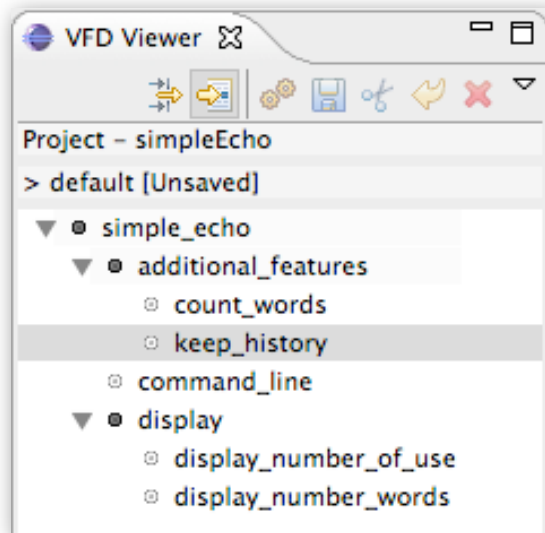 VFD Viewer
Project – simpleEcho
> default [Unsaved]
simple_echo
additional_features
count_words
keep_history
command_line
display
display_number_of_use
display_number_words